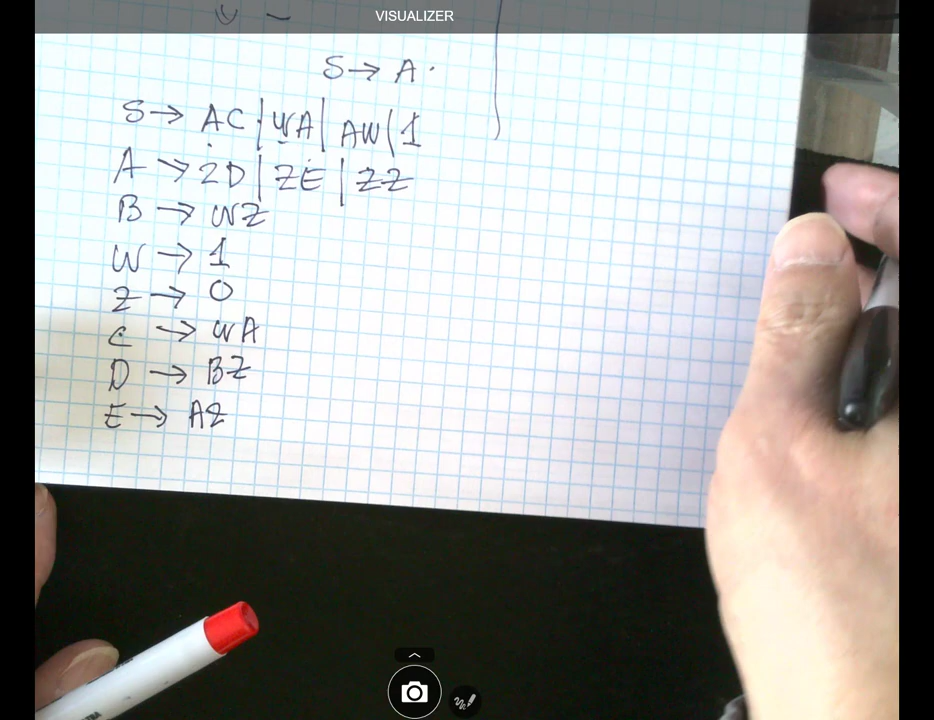 VISUALIZER
S → A ·
S → AC | WA | AW | 1
A → ZD | ZE | ZZ
B → WZ
W → 1
Z → 0
C → WA
D → BZ
E → AZ